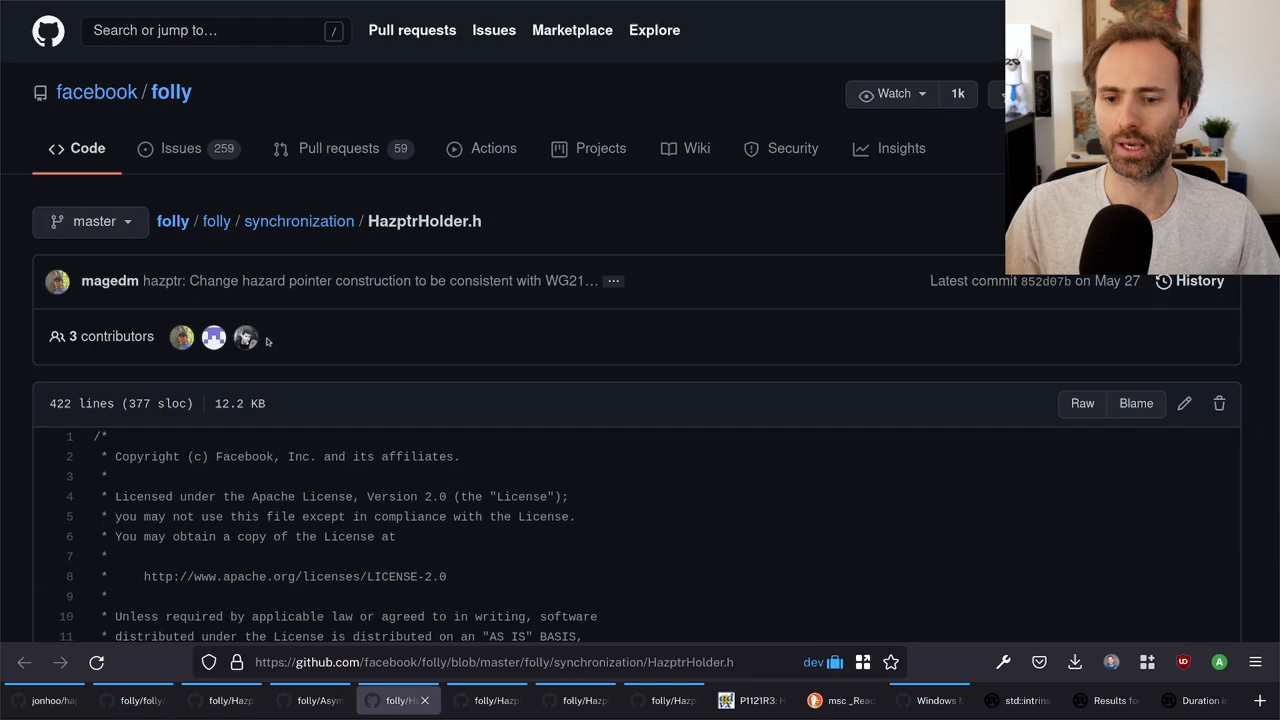 Search or jump to… /
Pull requests Issues Marketplace Explore
facebook / folly
Watch 1k
Code Issues 259 Pull requests 59 Actions Projects Wiki Security Insights
master folly / folly / synchronization / HazptrHolder.h
magedm hazptr: Change hazard pointer construction to be consistent with WG21… ... Latest commit 852d07b on May 27 History
3 contributors
422 lines (377 sloc) 12.2 KB Raw Blame
1 /*
2 * Copyright (c) Facebook, Inc. and its affiliates.
3 *
4 * Licensed under the Apache License, Version 2.0 (the "License");
5 * you may not use this file except in compliance with the License.
6 * You may obtain a copy of the License at
7 *
8 * http://www.apache.org/licenses/LICENSE-2.0
9 *
10 * Unless required by applicable law or agreed to in writing, software
11 * distributed under the License is distributed on an "AS IS" BASIS,
https://github.com/facebook/folly/blob/master/folly/synchronization/HazptrHolder.h dev
jonhoo/ha folly/folly/ folly/Hazp folly/Asym folly/H folly/Hazp folly/Hazp folly/Hazp P1121R3: H msc _Rea Windows std::intrin Results fo Duration in